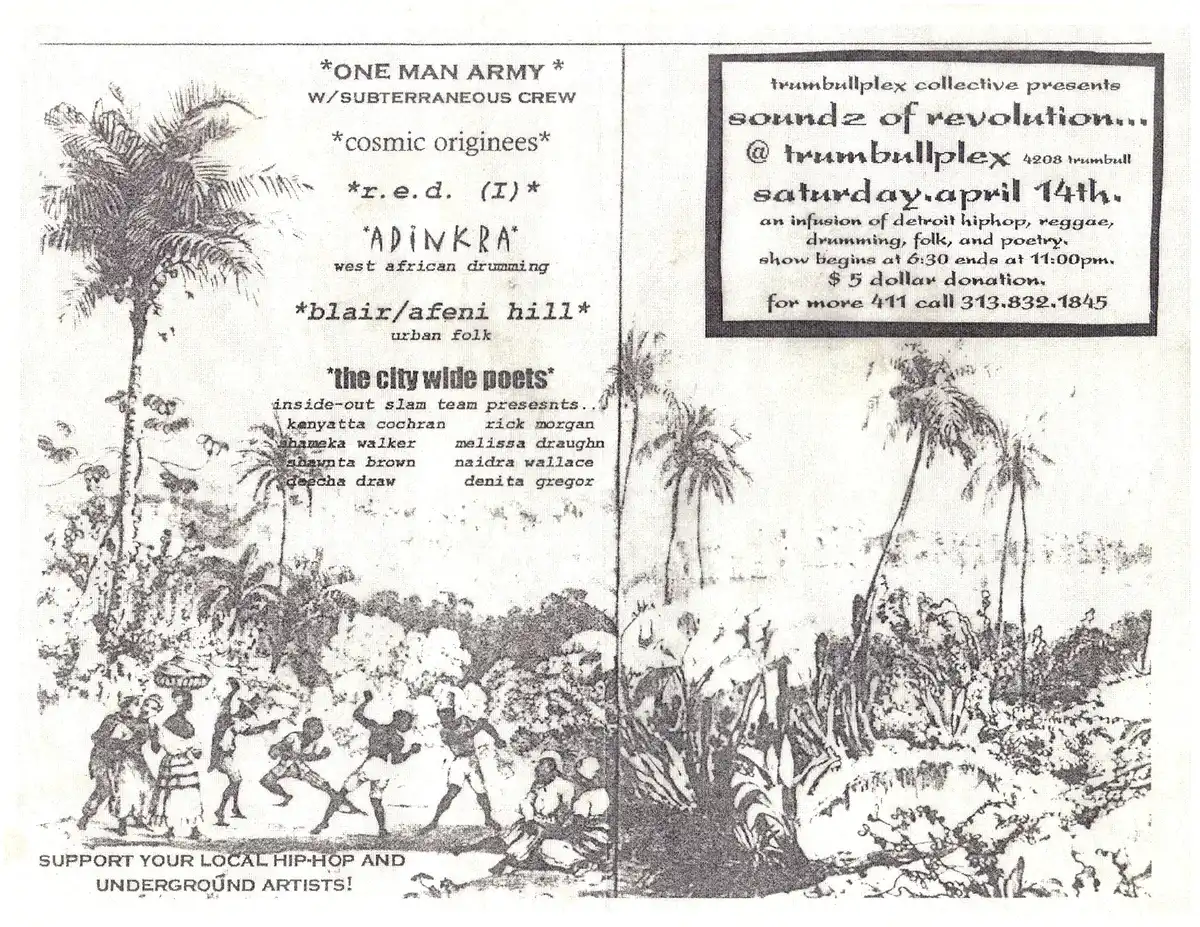 *ONE MAN ARMY *
W/SUBTERRANEOUS CREW
*cosmic originees*
*r.e.d. (I)*
*ADiNKRA*
west african drumming
*blair/afeni hill*
urban folk
*the city wide poets*
inside-out slam team presesnts..
kenyatta cochran rick morgan
shameka walker melissa draughn
shawnta brown naidra wallace
deecha draw denita gregor
SUPPORT YOUR LOCAL HIP-HOP AND
UNDERGROUND ARTISTS!
trumbullplex collective presents
soundz of revolution...
@ trumbullplex 4208 trumbull
saturday.april 14th.
an infusion of detroit hiphop, reggae,
drumming, folk, and poetry.
show begins at 6:30 ends at 11:00pm.
$ 5 dollar donation.
for more 411 call 313.832.1845